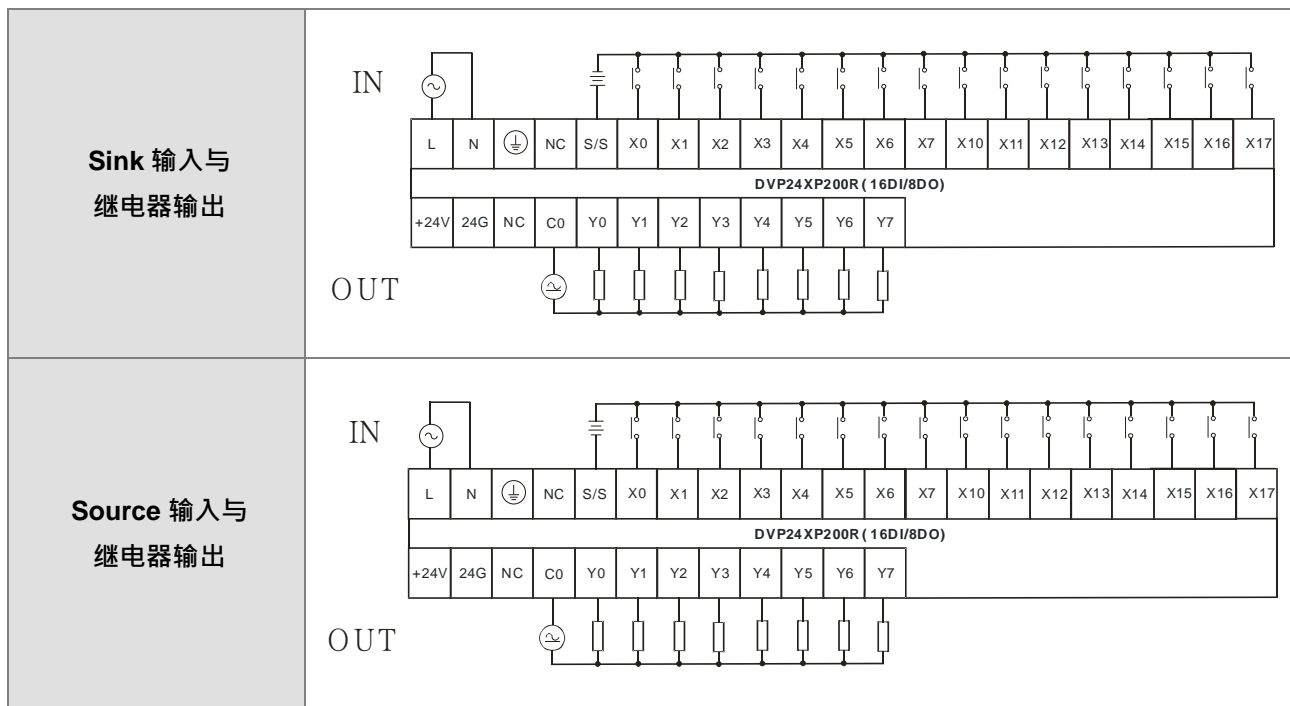 Sink 输入与
继电器输出
IN
L N NC S/S X0 X1 X2 X3 X4 X5 X6 X7 X10 X11 X12 X13 X14 X15 X16 X17
DVP24XP200R (16DI/8DO)
+24V 24G NC C0 Y0 Y1 Y2 Y3 Y4 Y5 Y6 Y7
OUT
Source 输入与
继电器输出
IN
L N NC S/S X0 X1 X2 X3 X4 X5 X6 X7 X10 X11 X12 X13 X14 X15 X16 X17
DVP24XP200R (16DI/8DO)
+24V 24G NC C0 Y0 Y1 Y2 Y3 Y4 Y5 Y6 Y7
OUT